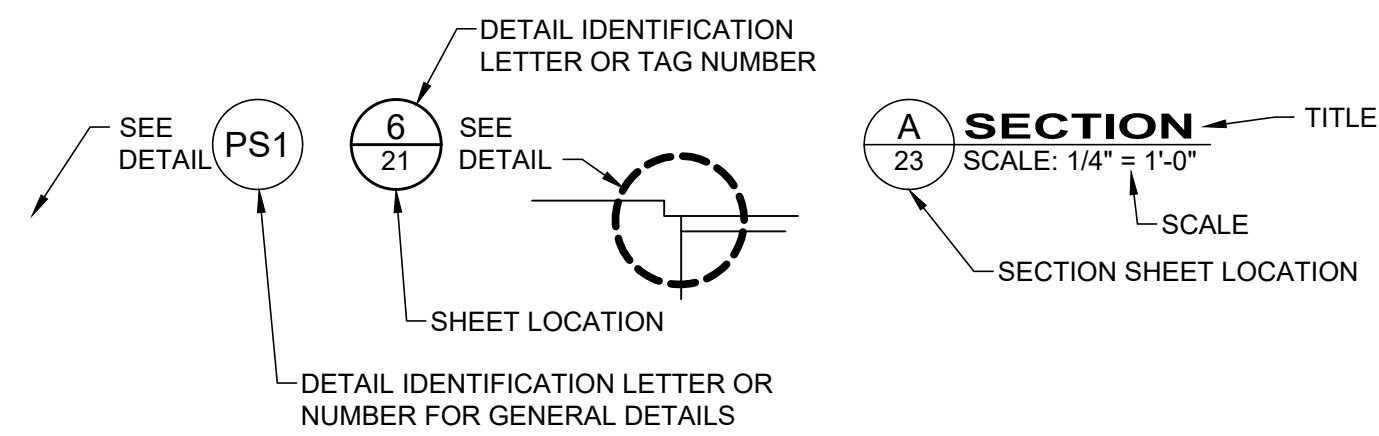 DETAIL IDENTIFICATION
LETTER OR TAG NUMBER
SEE
DETAIL
PS1
6
21
SEE
DETAIL
A
23
SECTION
SCALE: 1/4" = 1'-0"
TITLE
SCALE
SECTION SHEET LOCATION
SHEET LOCATION
DETAIL IDENTIFICATION LETTER OR
NUMBER FOR GENERAL DETAILS